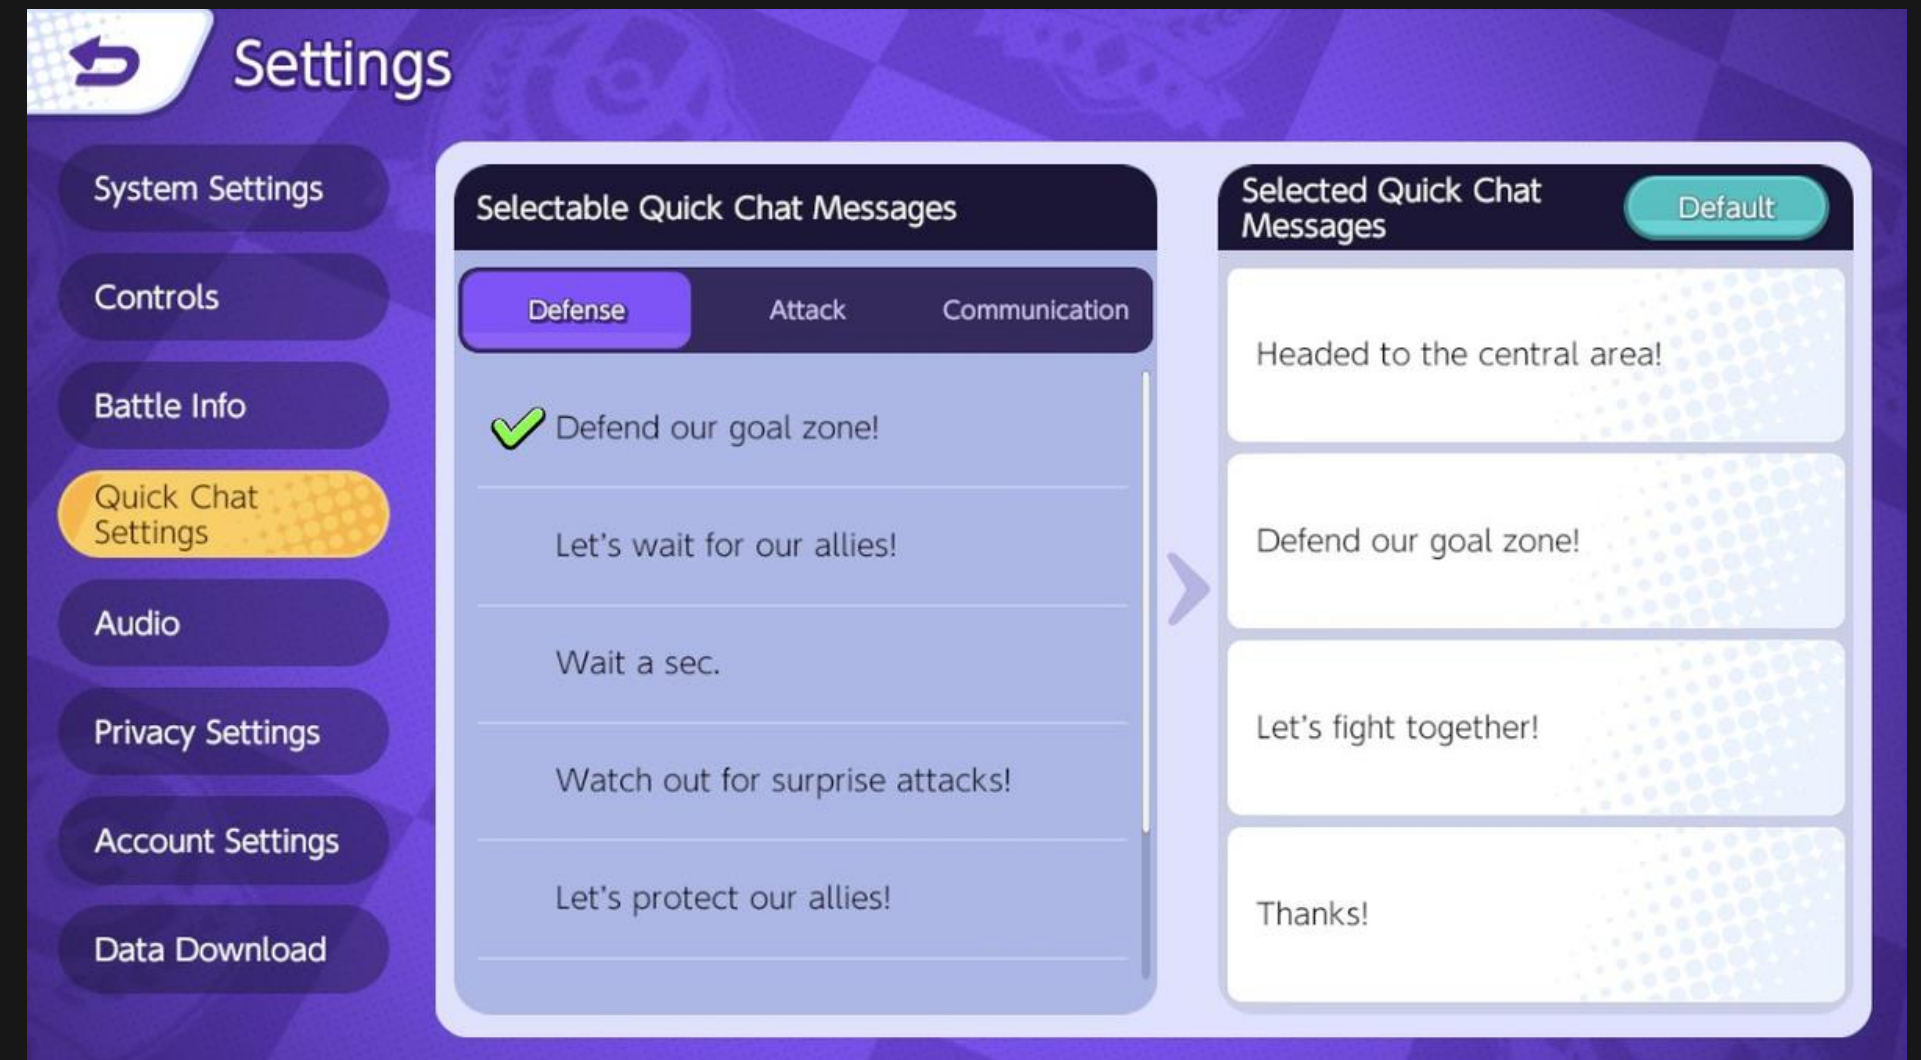 Settings
System Settings
Controls
Battle Info
Quick Chat
Settings
Audio
Privacy Settings
Account Settings
Data Download
Selectable Quick Chat Messages
Defense Attack Communication
Defend our goal zone!
Let's wait for our allies!
Wait a sec.
Watch out for surprise attacks!
Let's protect our allies!
Selected Quick Chat
Messages
Default
Headed to the central area!
Defend our goal zone!
Let's fight together!
Thanks!